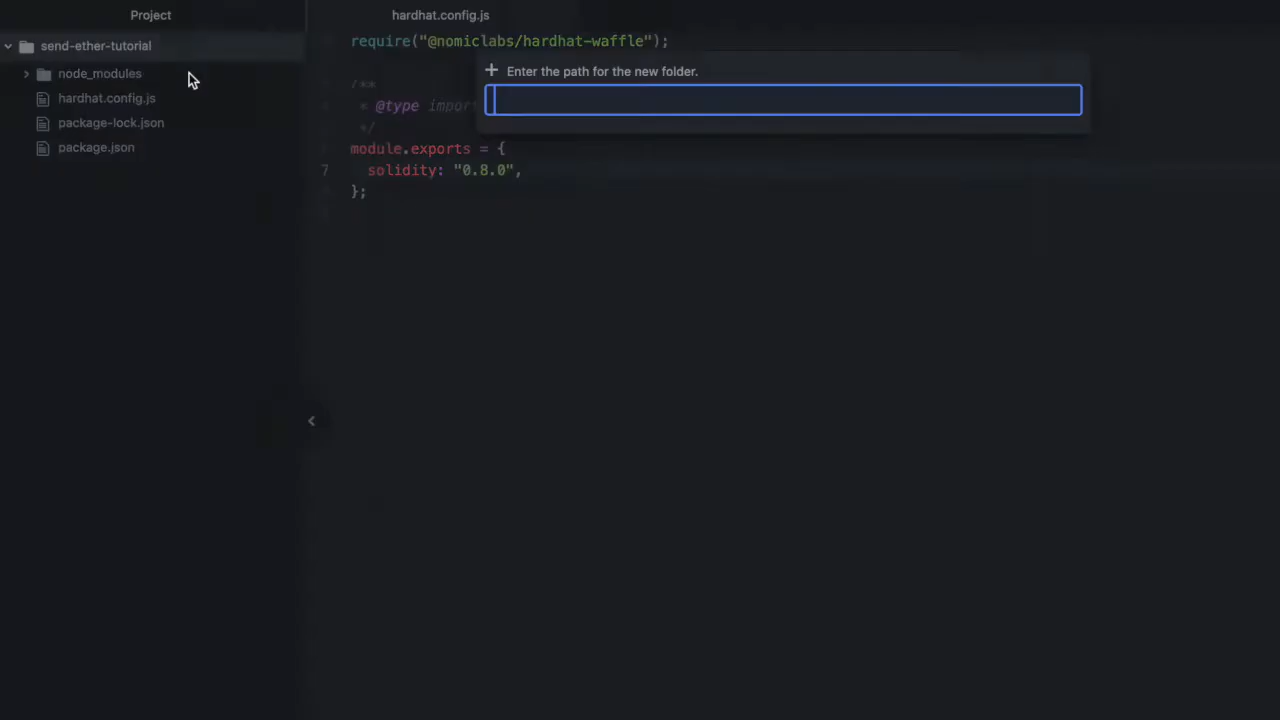 Project
hardhat.config.js
send-ether-tutorial
node_modules
hardhat.config.js
package-lock.json
package.json
require("@nomiclabs/hardhat-waffle");
Enter the path for the new folder.
/**
* @type impor
*/
module.exports = {
7 solidity: "0.8.0",
};